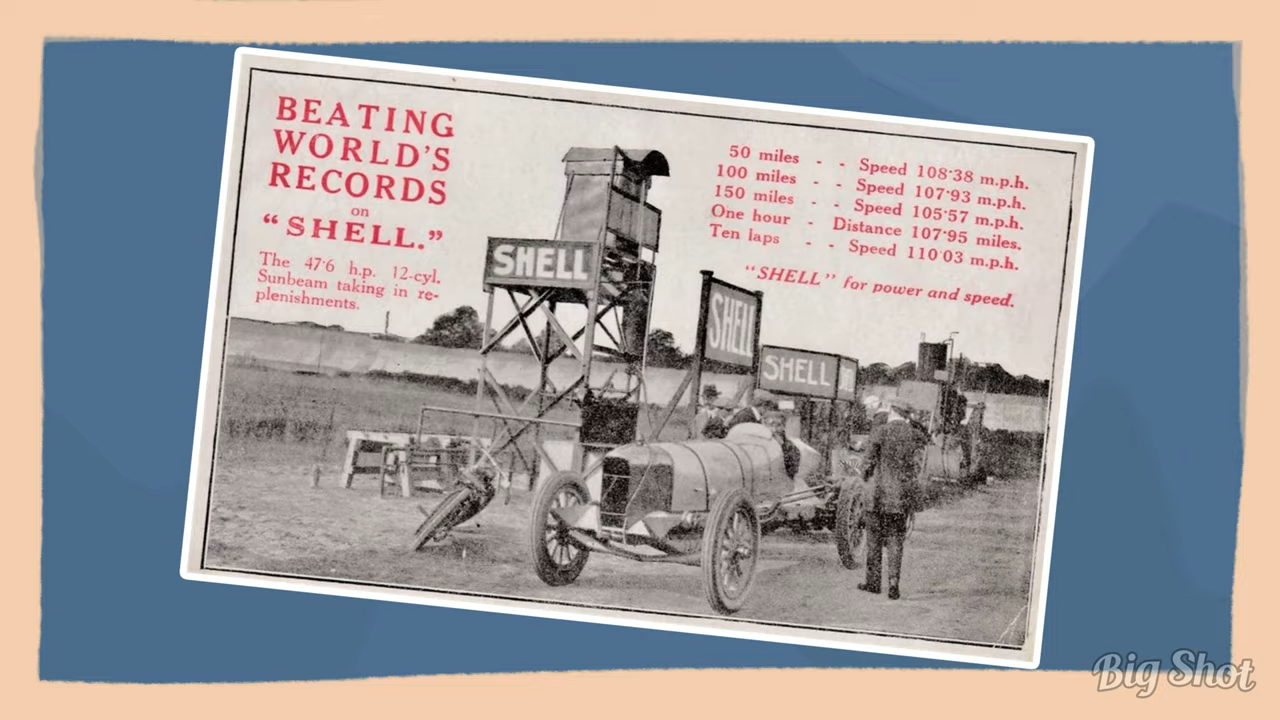 BEATING
WORLD'S
RECORDS
on
“SHELL.”
The 47·6 h.p. 12-cyl.
Sunbeam taking in re-
plenishments.
50 miles - - Speed 108·38 m.p.h.
100 miles - - Speed 107·93 m.p.h.
150 miles - - Speed 105·57 m.p.h.
One hour - Distance 107·95 miles.
Ten laps - - Speed 110·03 m.p.h.
“SHELL” for power and speed.
SHELL
SHELL
SHELL
Big Shot